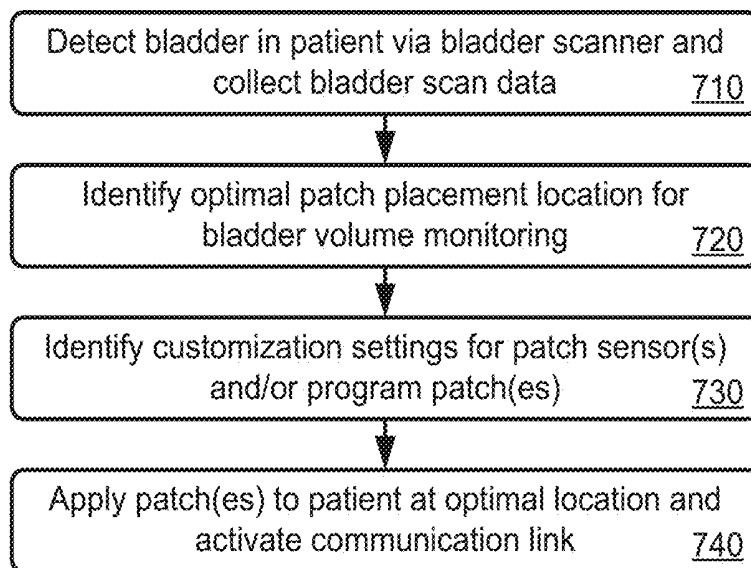 Detect bladder in patient via bladder scanner and
collect bladder scan data 710
Identify optimal patch placement location for
bladder volume monitoring 720
Identify customization settings for patch sensor(s)
and/or program patch(es) 730
Apply patch(es) to patient at optimal location and
activate communication link 740